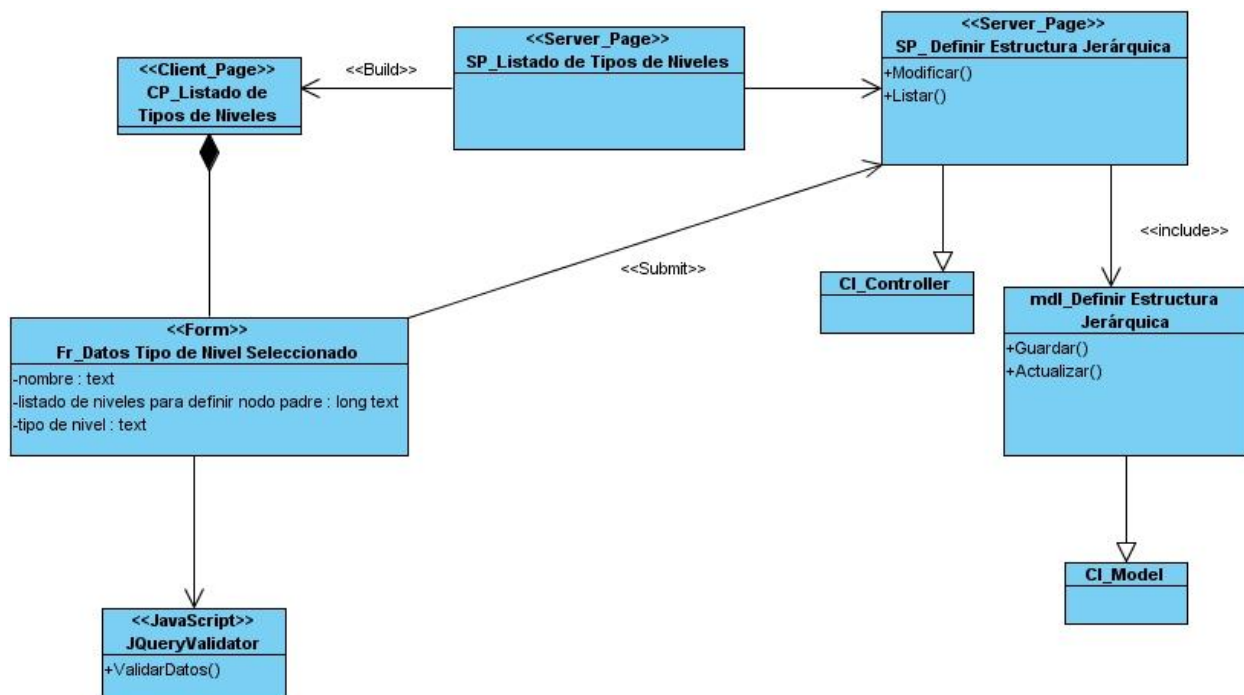 <<Client_Page>>
CP_Listado de
Tipos de Niveles
<<Build>>
<<Server_Page>>
SP_Listado de Tipos de Niveles
<<Server_Page>>
SP_ Definir Estructura Jerárquica
+Modificar()
+Listar()
<<Submit>>
<<include>>
CI_Controller
mdl_Definir Estructura
Jerárquica
+Guardar()
+Actualizar()
<<Form>>
Fr_Datos Tipo de Nivel Seleccionado
-nombre : text
-listado de niveles para definir nodo padre : long text
-tipo de nivel : text
CI_Model
<<JavaScript>>
JQueryValidator
+ValidarDatos()